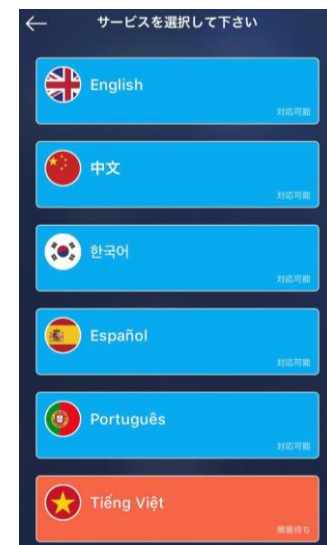 サービスを選択して下さい
English
対応可能
中文
対応可能
한국어
対応可能
Español
対応可能
Português
対応可能
Tiếng Việt
順番待ち